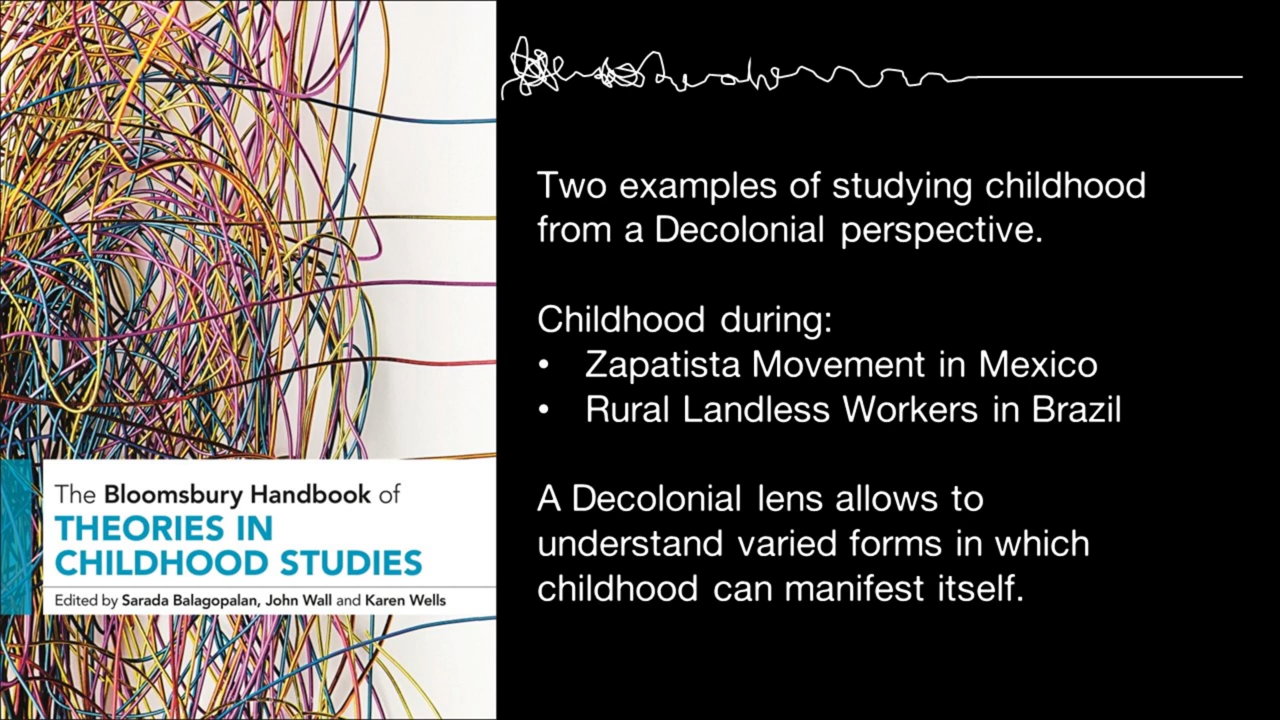 The Bloomsbury Handbook of
THEORIES IN
CHILDHOOD STUDIES
Edited by Sarada Balagopalan, John Wall and Karen Wells
Two examples of studying childhood
from a Decolonial perspective.
Childhood during:
• Zapatista Movement in Mexico
• Rural Landless Workers in Brazil
A Decolonial lens allows to
understand varied forms in which
childhood can manifest itself.